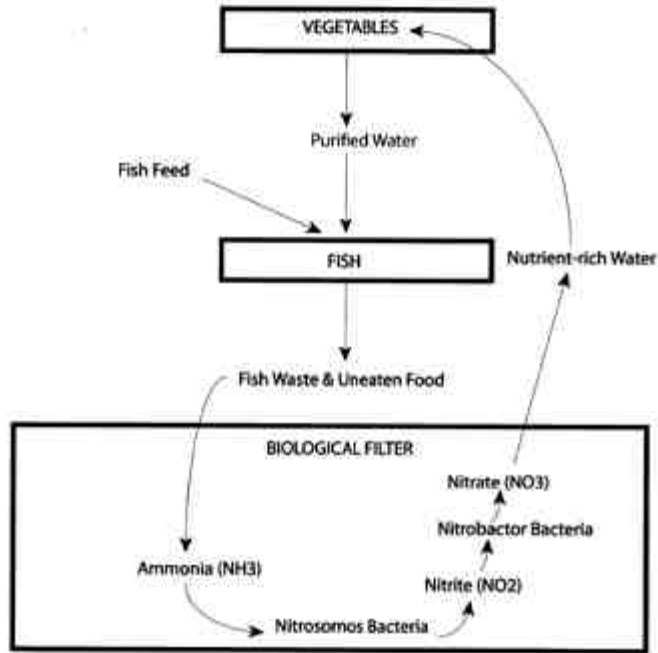 VEGETABLES
Purified Water
Fish Feed
FISH
Nutrient-rich Water
Fish Waste & Uneaten Food
BIOLOGICAL FILTER
Nitrate (NO3)
Nitrobactor Bacteria
Ammonia (NH3)
Nitrite (NO2)
Nitrosomos Bacteria